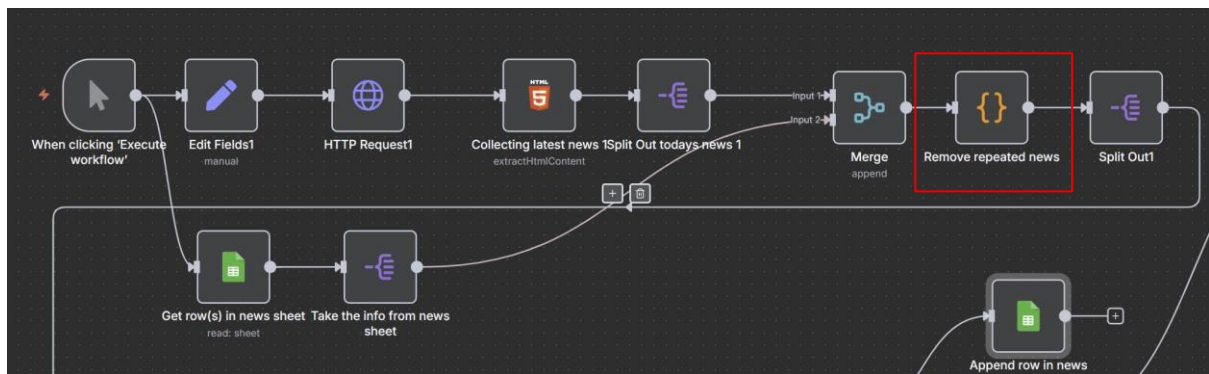 HTML
Input 1
Input 2
When clicking ‘Execute
workflow’
Edit Fields1
manual
HTTP Request1
Collecting latest news 1
extractHtmlContent
Split Out todays news 1
Merge
append
Remove repeated news
Split Out1
Get row(s) in news sheet
read: sheet
Take the info from news
sheet
Append row in news